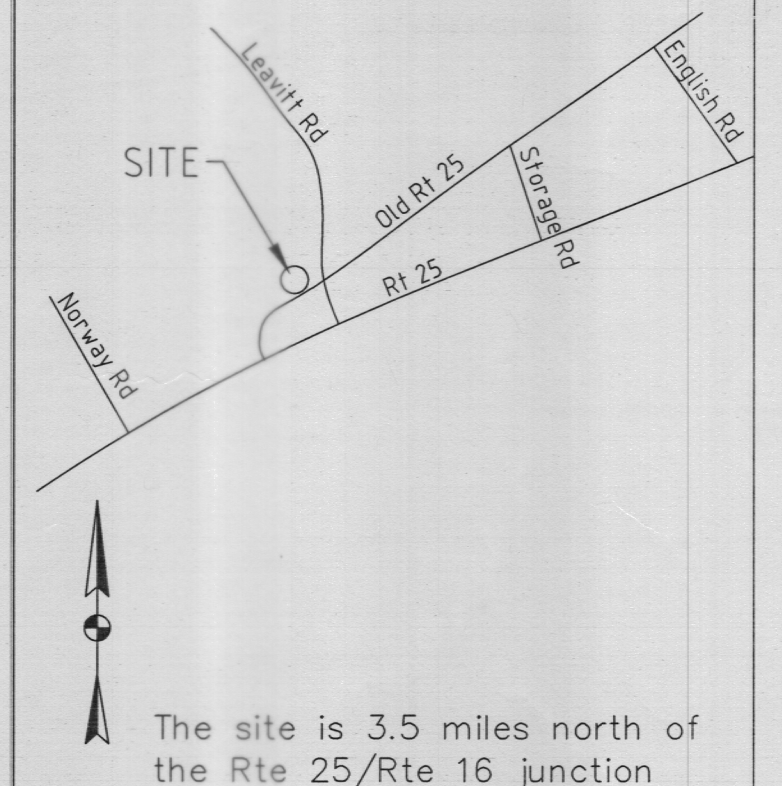 Leavitt Rd
English Rd
SITE
Old Rt 25
Storage Rd
Rt 25
Norway Rd
The site is 3.5 miles north of
the Rte 25/Rte 16 junction